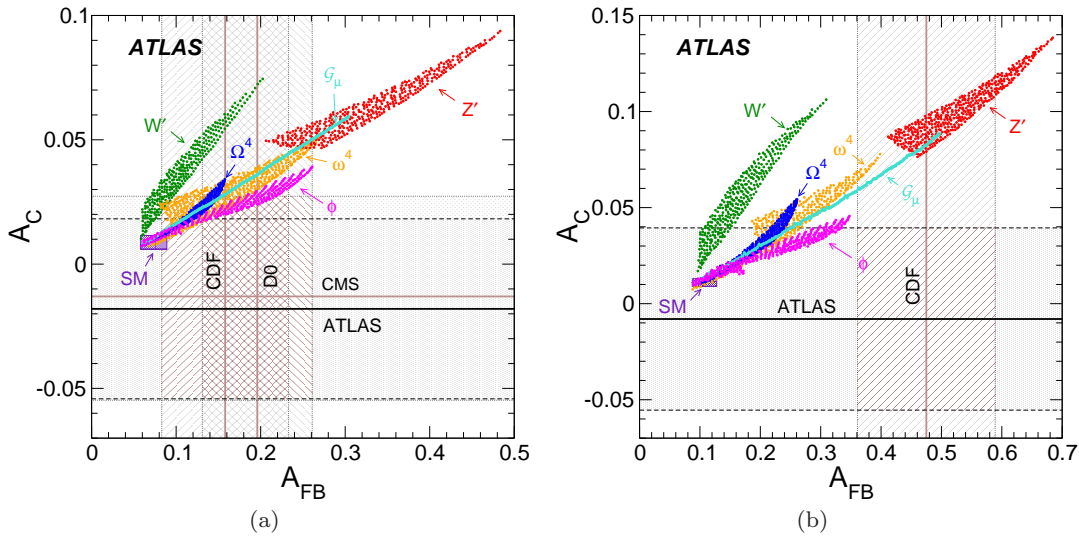 ATLAS
W′
𝒢μ
Z′
Ω⁴
ω⁴
ϕ
SM
CDF
D0
CMS
ATLAS
0.1
0.05
0
-0.05
A_C
0
0.1
0.2
0.3
0.4
0.5
A_FB
(a)
ATLAS
W′
Z′
ω⁴
Ω⁴
𝒢μ
ϕ
SM
ATLAS
CDF
0.15
0.1
0.05
0
-0.05
A_C
0
0.1
0.2
0.3
0.4
0.5
0.6
0.7
A_FB
(b)